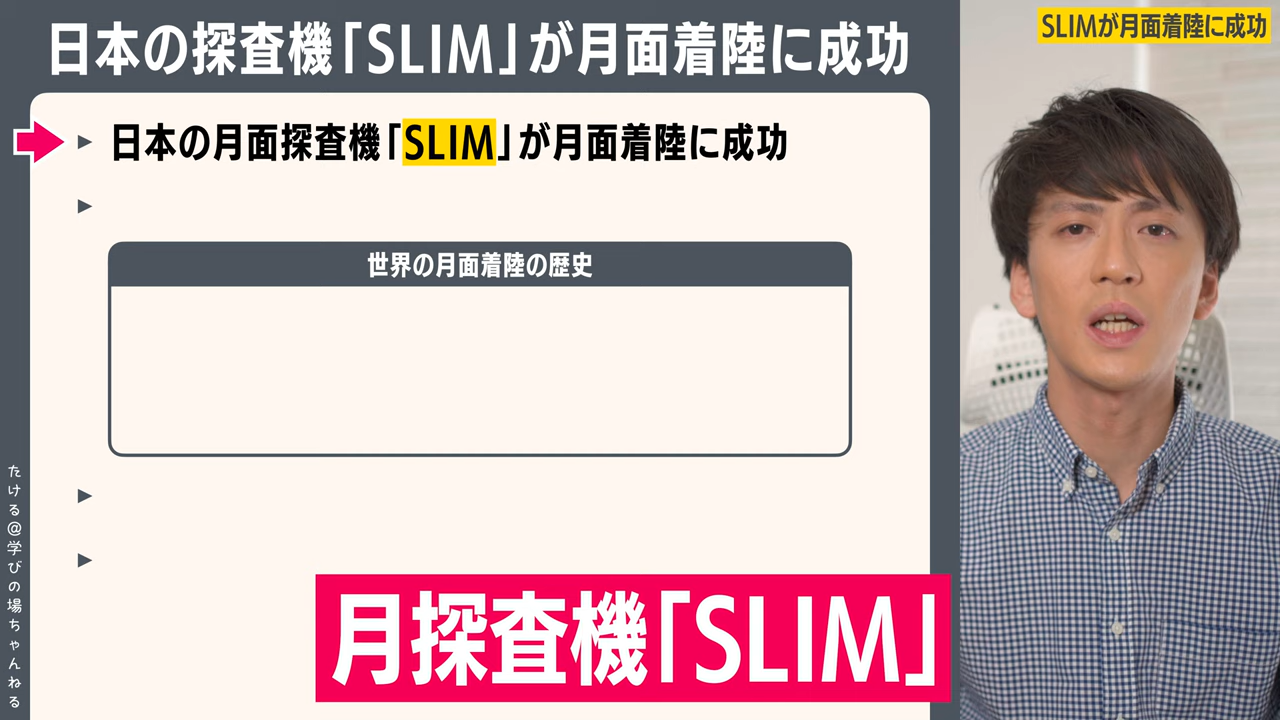 日本の探査機「SLIM」が月面着陸に成功
SLIMが月面着陸に成功
日本の月面探査機「SLIM」が月面着陸に成功
世界の月面着陸の歴史
月探査機「SLIM」
たける@学びの場ちゃんねる